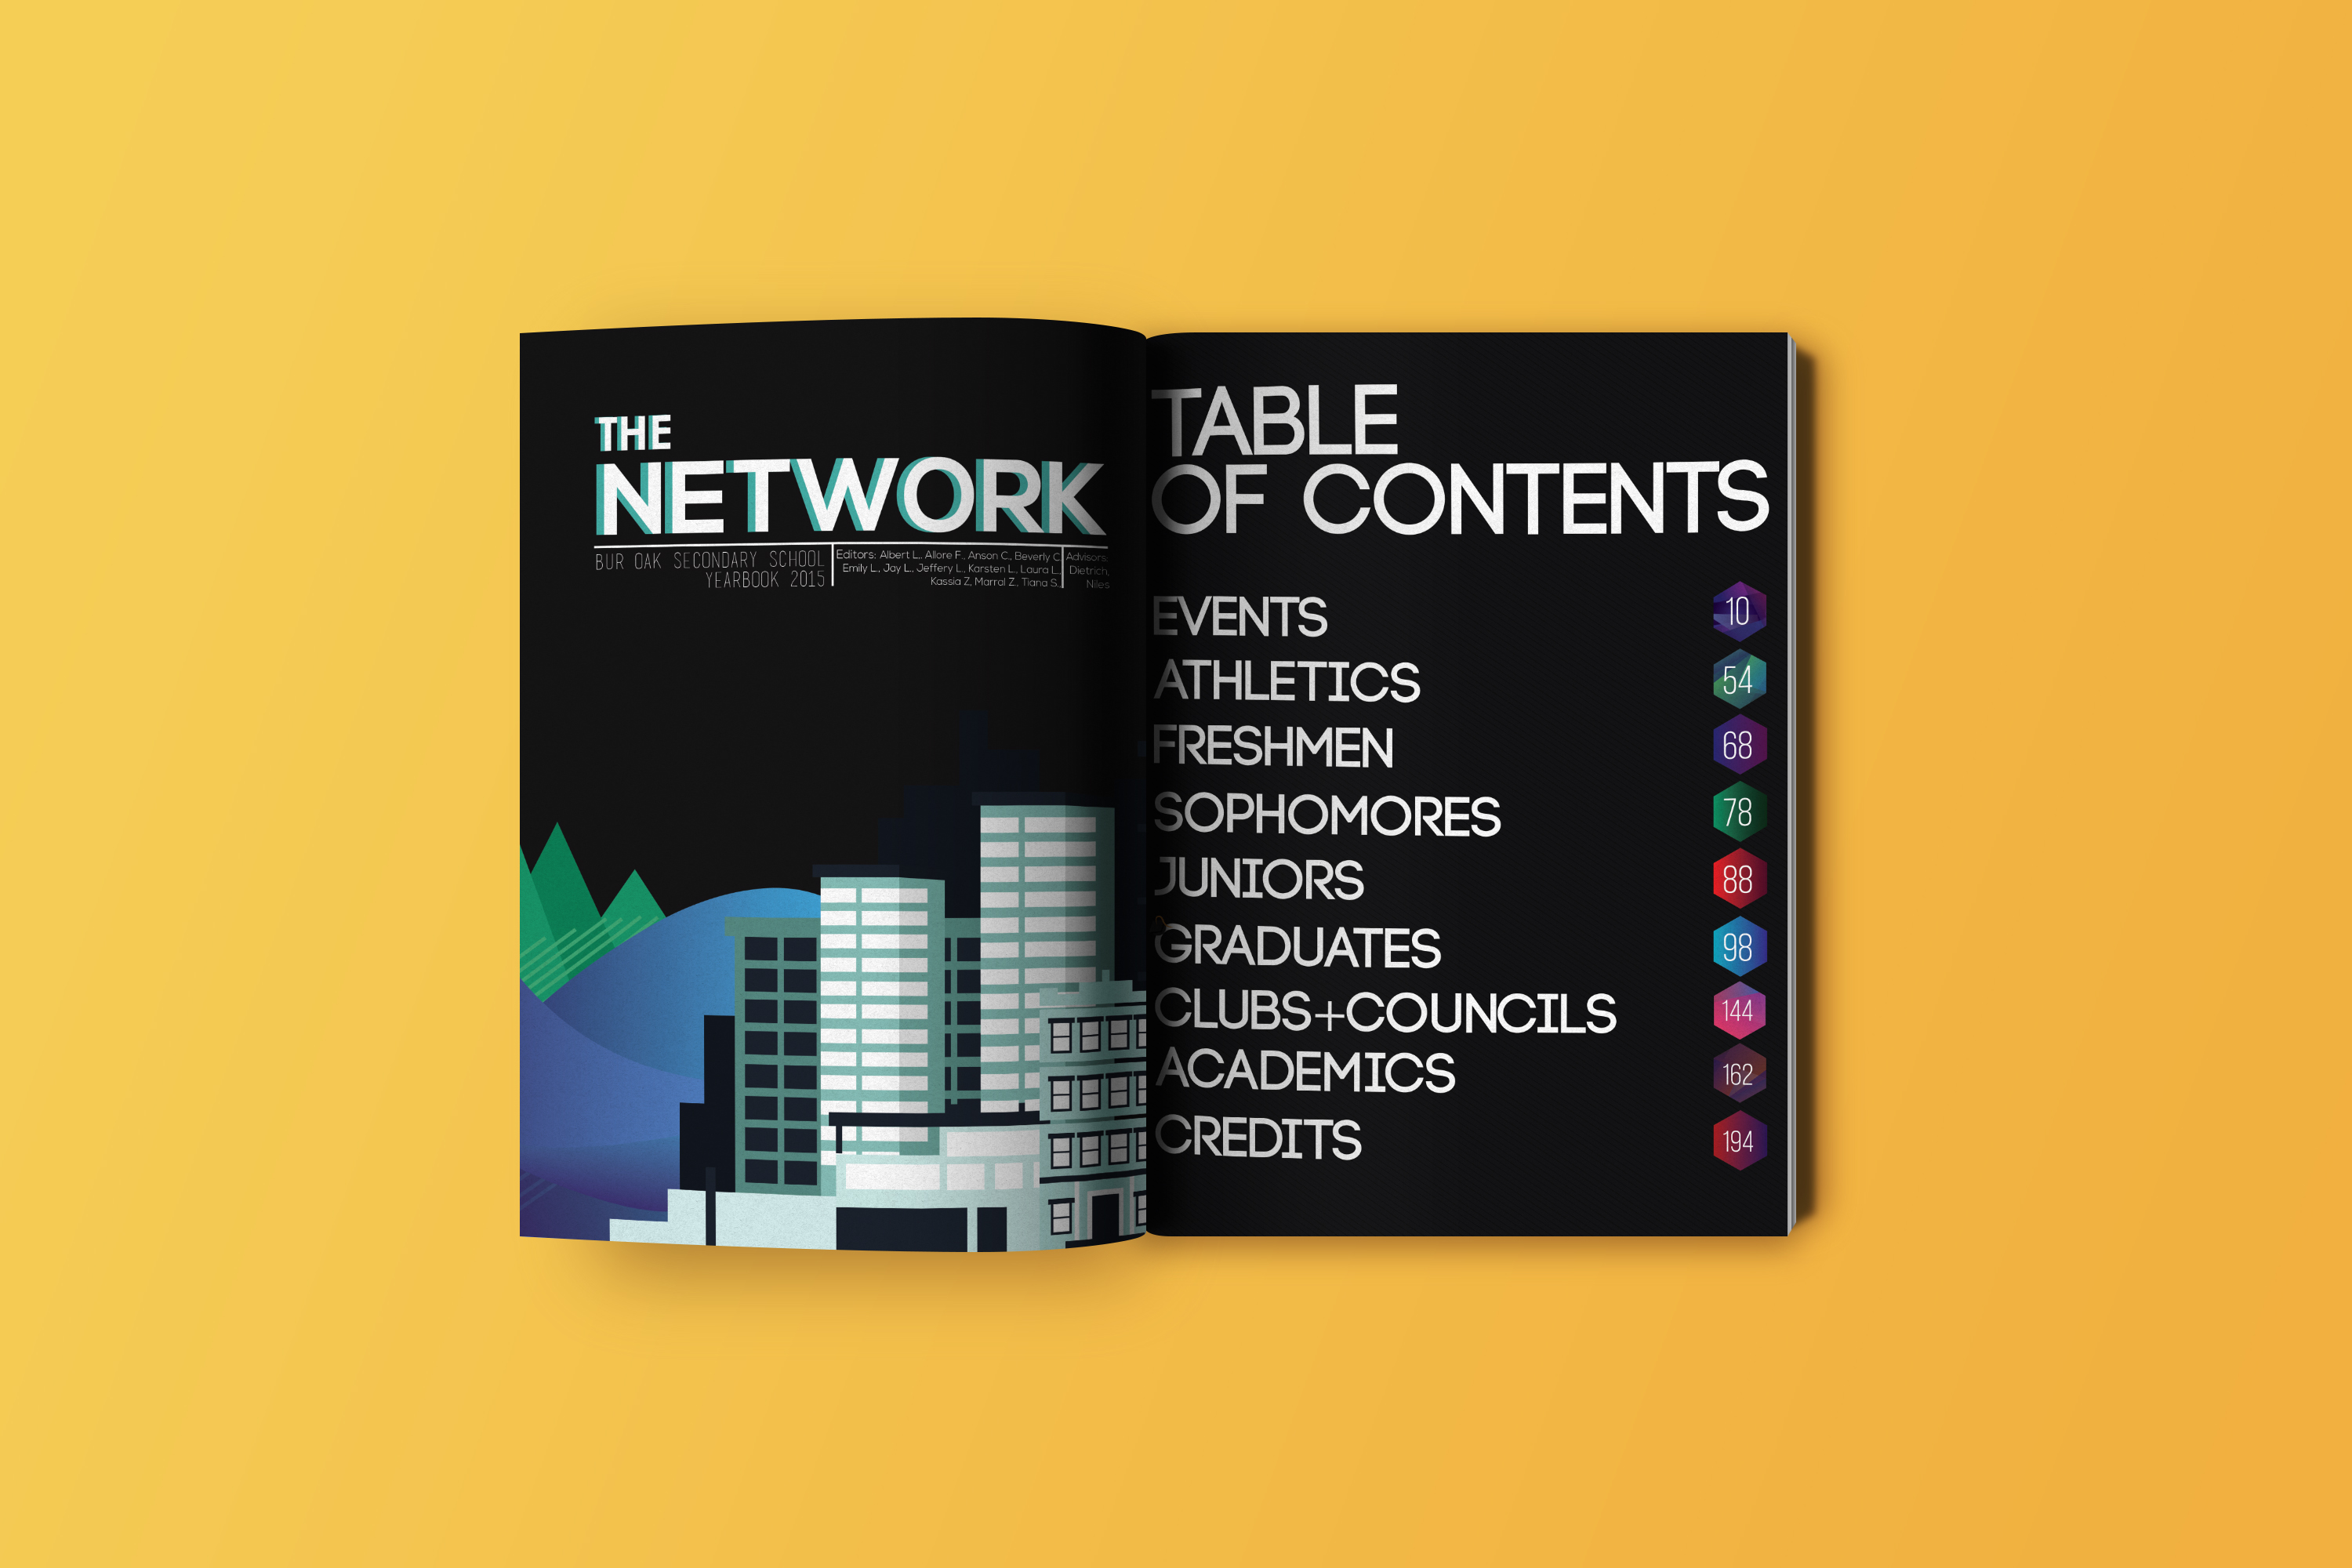 THE
NETWORK
BUR OAK SECONDARY SCHOOL
YEARBOOK 2015
Editors: Albert L., Allore F., Anson C., Beverly C.
Emily L., Jay L., Jeffery L., Karsten L., Laura L.,
Kassia Z, Marral Z., Tiana S.
Advisors:
Dietrich,
Niles
TABLE
OF CONTENTS
EVENTS 10
ATHLETICS 54
FRESHMEN 68
SOPHOMORES 78
JUNIORS 88
GRADUATES 98
CLUBS+COUNCILS 144
ACADEMICS 162
CREDITS 194